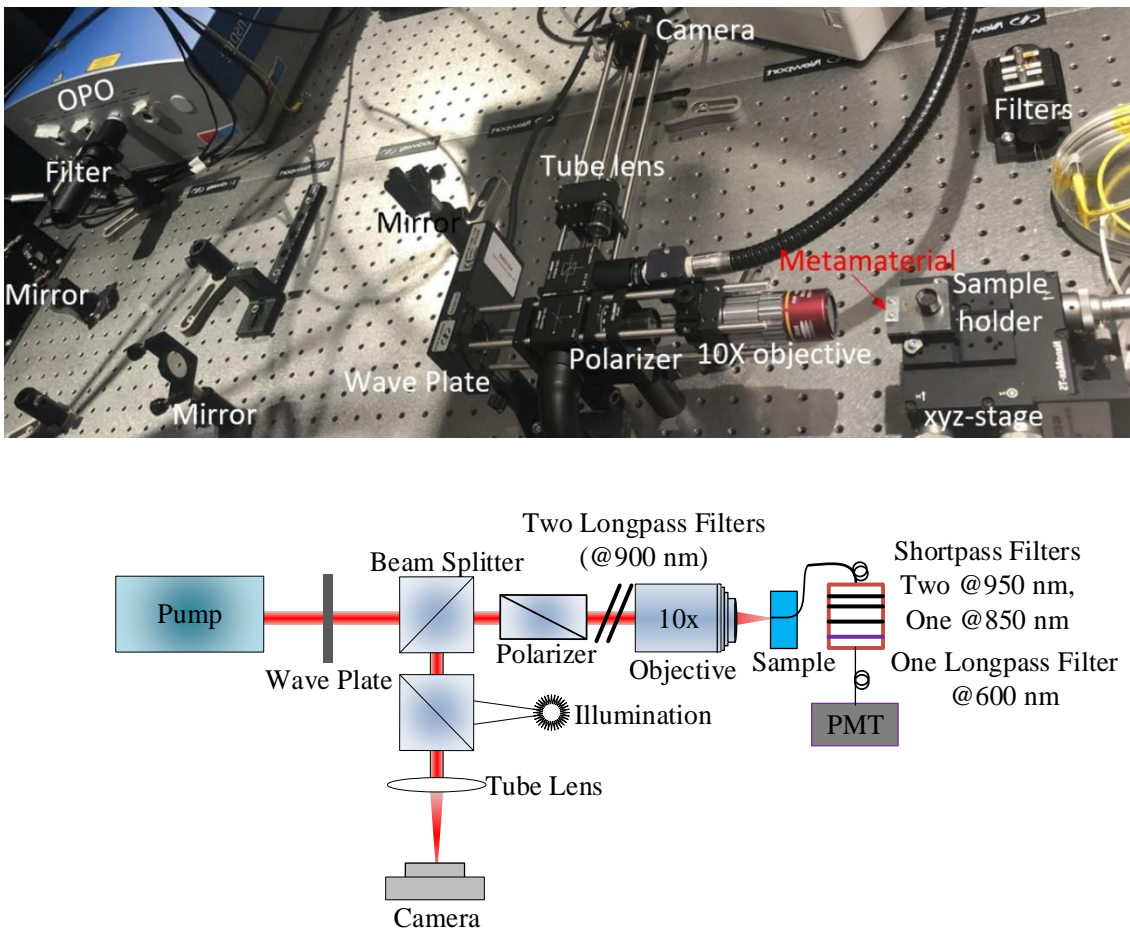 Camera
OPO
Filters
Filter
Tube lens
Mirror
Metamaterial
Mirror
Sample
holder
Polarizer
10X objective
Wave Plate
Mirror
xyz-stage
Two Longpass Filters
(@900 nm)
Beam Splitter
Shortpass Filters
Two @950 nm,
One @850 nm
Pump
10x
Polarizer
Wave Plate
Objective
Sample
One Longpass Filter
@600 nm
Illumination
PMT
Tube Lens
Camera